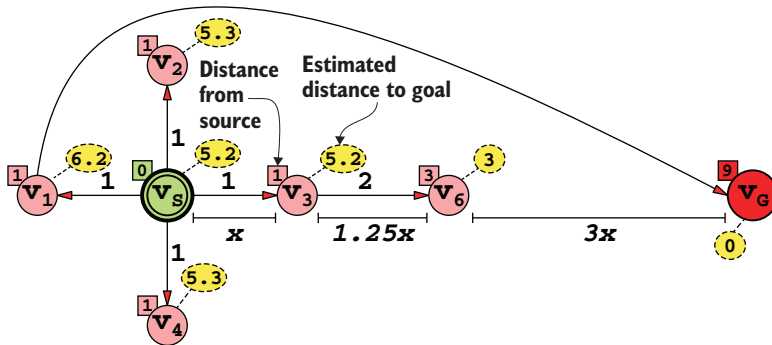 1
5.3
v2
Distance
from
source
Estimated
distance to goal
1
1
6.2
v1
1
0
5.2
vS
1
1
5.2
v3
2
3
3
v6
9
vG
0
x
1.25x
3x
1
5.3
1
v4